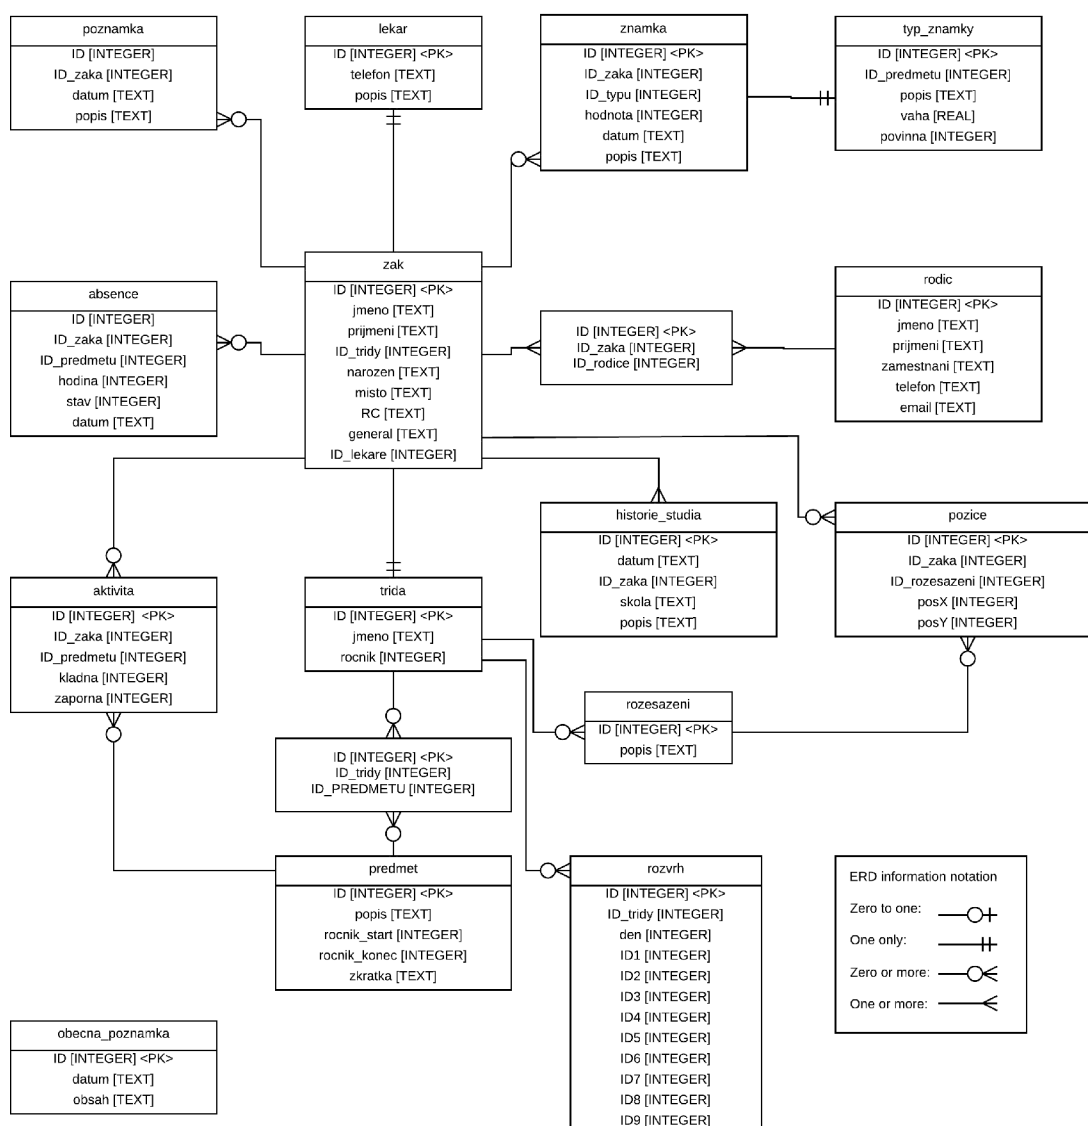 poznamka
ID [INTEGER]
ID_zaka [INTEGER]
datum [TEXT]
popis [TEXT]
lekar
ID [INTEGER] <PK>
telefon [TEXT]
popis [TEXT]
znamka
ID [INTEGER] <PK>
ID_zaka [INTEGER]
ID_typu [INTEGER]
hodnota [INTEGER]
datum [TEXT]
popis [TEXT]
typ_znamky
ID [INTEGER] <PK>
ID_predmetu [INTEGER]
popis [TEXT]
vaha [REAL]
povinna [INTEGER]
absence
ID [INTEGER]
ID_zaka [INTEGER]
ID_predmetu [INTEGER]
hodina [INTEGER]
stav [INTEGER]
datum [TEXT]
zak
ID [INTEGER] <PK>
jmeno [TEXT]
prijmeni [TEXT]
ID_tridy [INTEGER]
narozen [TEXT]
misto [TEXT]
RC [TEXT]
general [TEXT]
ID_lekare [INTEGER]
ID [INTEGER] <PK>
ID_zaka [INTEGER]
ID_rodice [INTEGER]
rodic
ID [INTEGER] <PK>
jmeno [TEXT]
prijmeni [TEXT]
zamestnani [TEXT]
telefon [TEXT]
email [TEXT]
historie_studia
ID [INTEGER] <PK>
datum [TEXT]
ID_zaka [INTEGER]
skola [TEXT]
popis [TEXT]
pozice
ID [INTEGER] <PK>
ID_zaka [INTEGER]
ID_rozesazeni [INTEGER]
posX [INTEGER]
posY [INTEGER]
aktivita
ID [INTEGER] <PK>
ID_zaka [INTEGER]
ID_predmetu [INTEGER]
kladna [INTEGER]
zaporna [INTEGER]
trida
ID [INTEGER] <PK>
jmeno [TEXT]
rocnik [INTEGER]
rozesazeni
ID [INTEGER] <PK>
popis [TEXT]
ID [INTEGER] <PK>
ID_tridy [INTEGER]
ID_PREDMETU [INTEGER]
predmet
ID [INTEGER] <PK>
popis [TEXT]
rocnik_start [INTEGER]
rocnik_konec [INTEGER]
zkratka [TEXT]
rozvrh
ID [INTEGER] <PK>
ID_tridy [INTEGER]
den [INTEGER]
ID1 [INTEGER]
ID2 [INTEGER]
ID3 [INTEGER]
ID4 [INTEGER]
ID5 [INTEGER]
ID6 [INTEGER]
ID7 [INTEGER]
ID8 [INTEGER]
ID9 [INTEGER]
ERD information notation
Zero to one:
One only:
Zero or more:
One or more:
obecna_poznamka
ID [INTEGER] <PK>
datum [TEXT]
obsah [TEXT]